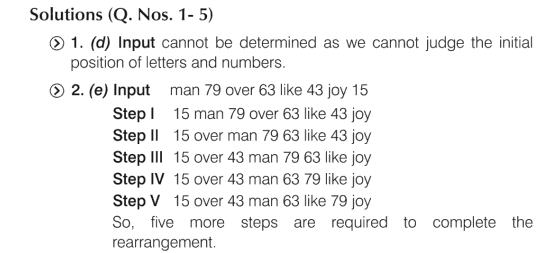 Solutions (Q. Nos. 1- 5)
1. (d) Input cannot be determined as we cannot judge the initial
position of letters and numbers.
2. (e) Input man 79 over 63 like 43 joy 15
Step I 15 man 79 over 63 like 43 joy
Step II 15 over man 79 63 like 43 joy
Step III 15 over 43 man 79 63 like joy
Step IV 15 over 43 man 63 79 like joy
Step V 15 over 43 man 63 like 79 joy
So, five more steps are required to complete the
rearrangement.